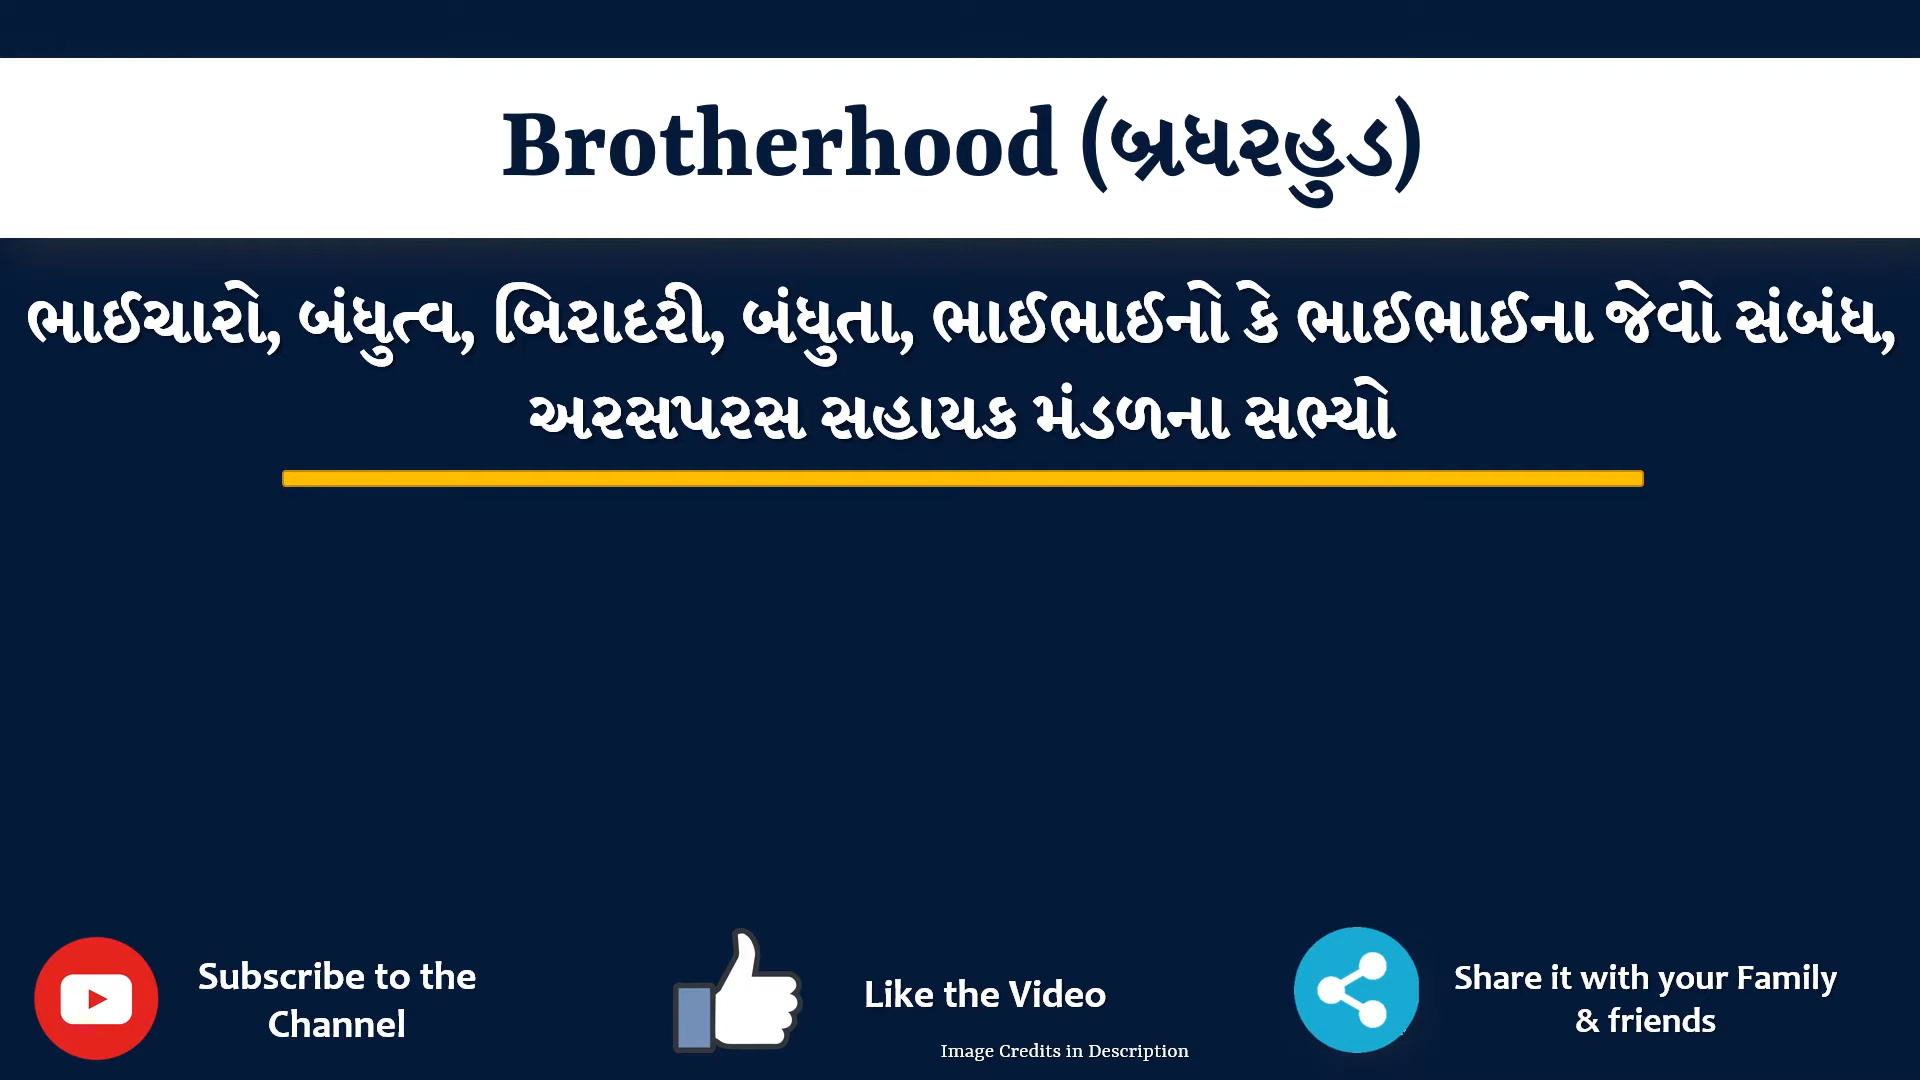 Brotherhood (બ્રધરહુડ)
ભાઈચારો, બંધુત્વ, બિરાદરી, બંધુતા, ભાઈભાઈનો કે ભાઈભાઈના જેવો સંબંધ,
અરસપરસ સહાયક મંડળના સભ્યો
Subscribe to the
Channel
Like the Video
Share it with your Family
& friends
Image Credits in Description